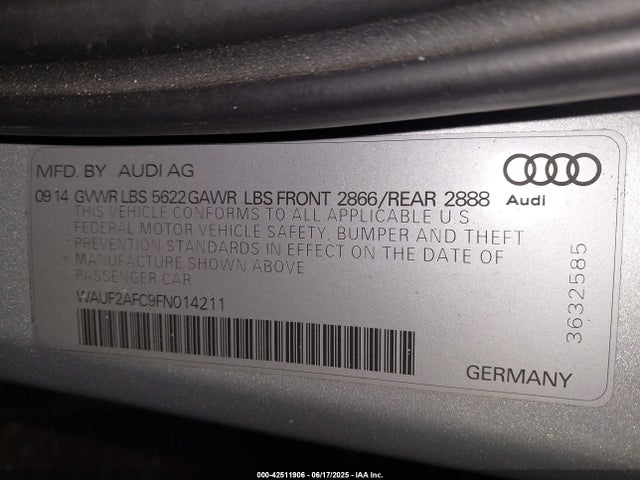 MFD. BY AUDI AG
09 14 GVWR LBS 5622 GAWR LBS FRONT 2866/REAR 2888
THIS VEHICLE CONFORMS TO ALL APPLICABLE U S
FEDERAL MOTOR VEHICLE SAFETY, BUMPER AND THEFT
PREVENTION STANDARDS IN EFFECT ON THE DATE OF
MANUFACTURE SHOWN ABOVE
PASSENGER CAR
* WAUF2AFC9FN014211 *
Audi
3632585
GERMANY
000-42511906 - 06/17/2025 - IAA Inc.